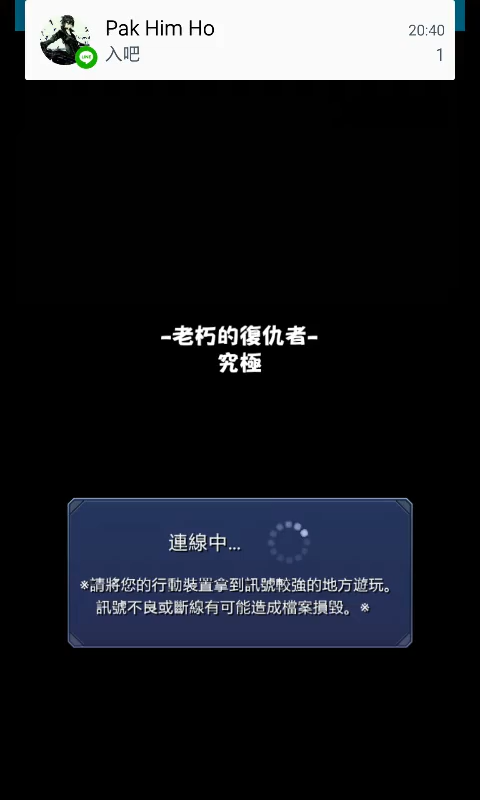 Pak Him Ho
20:40
入吧
1
-老朽的復仇者-
究極
連線中...
※請將您的行動裝置拿到訊號較強的地方遊玩。
訊號不良或斷線有可能造成檔案損毀。※